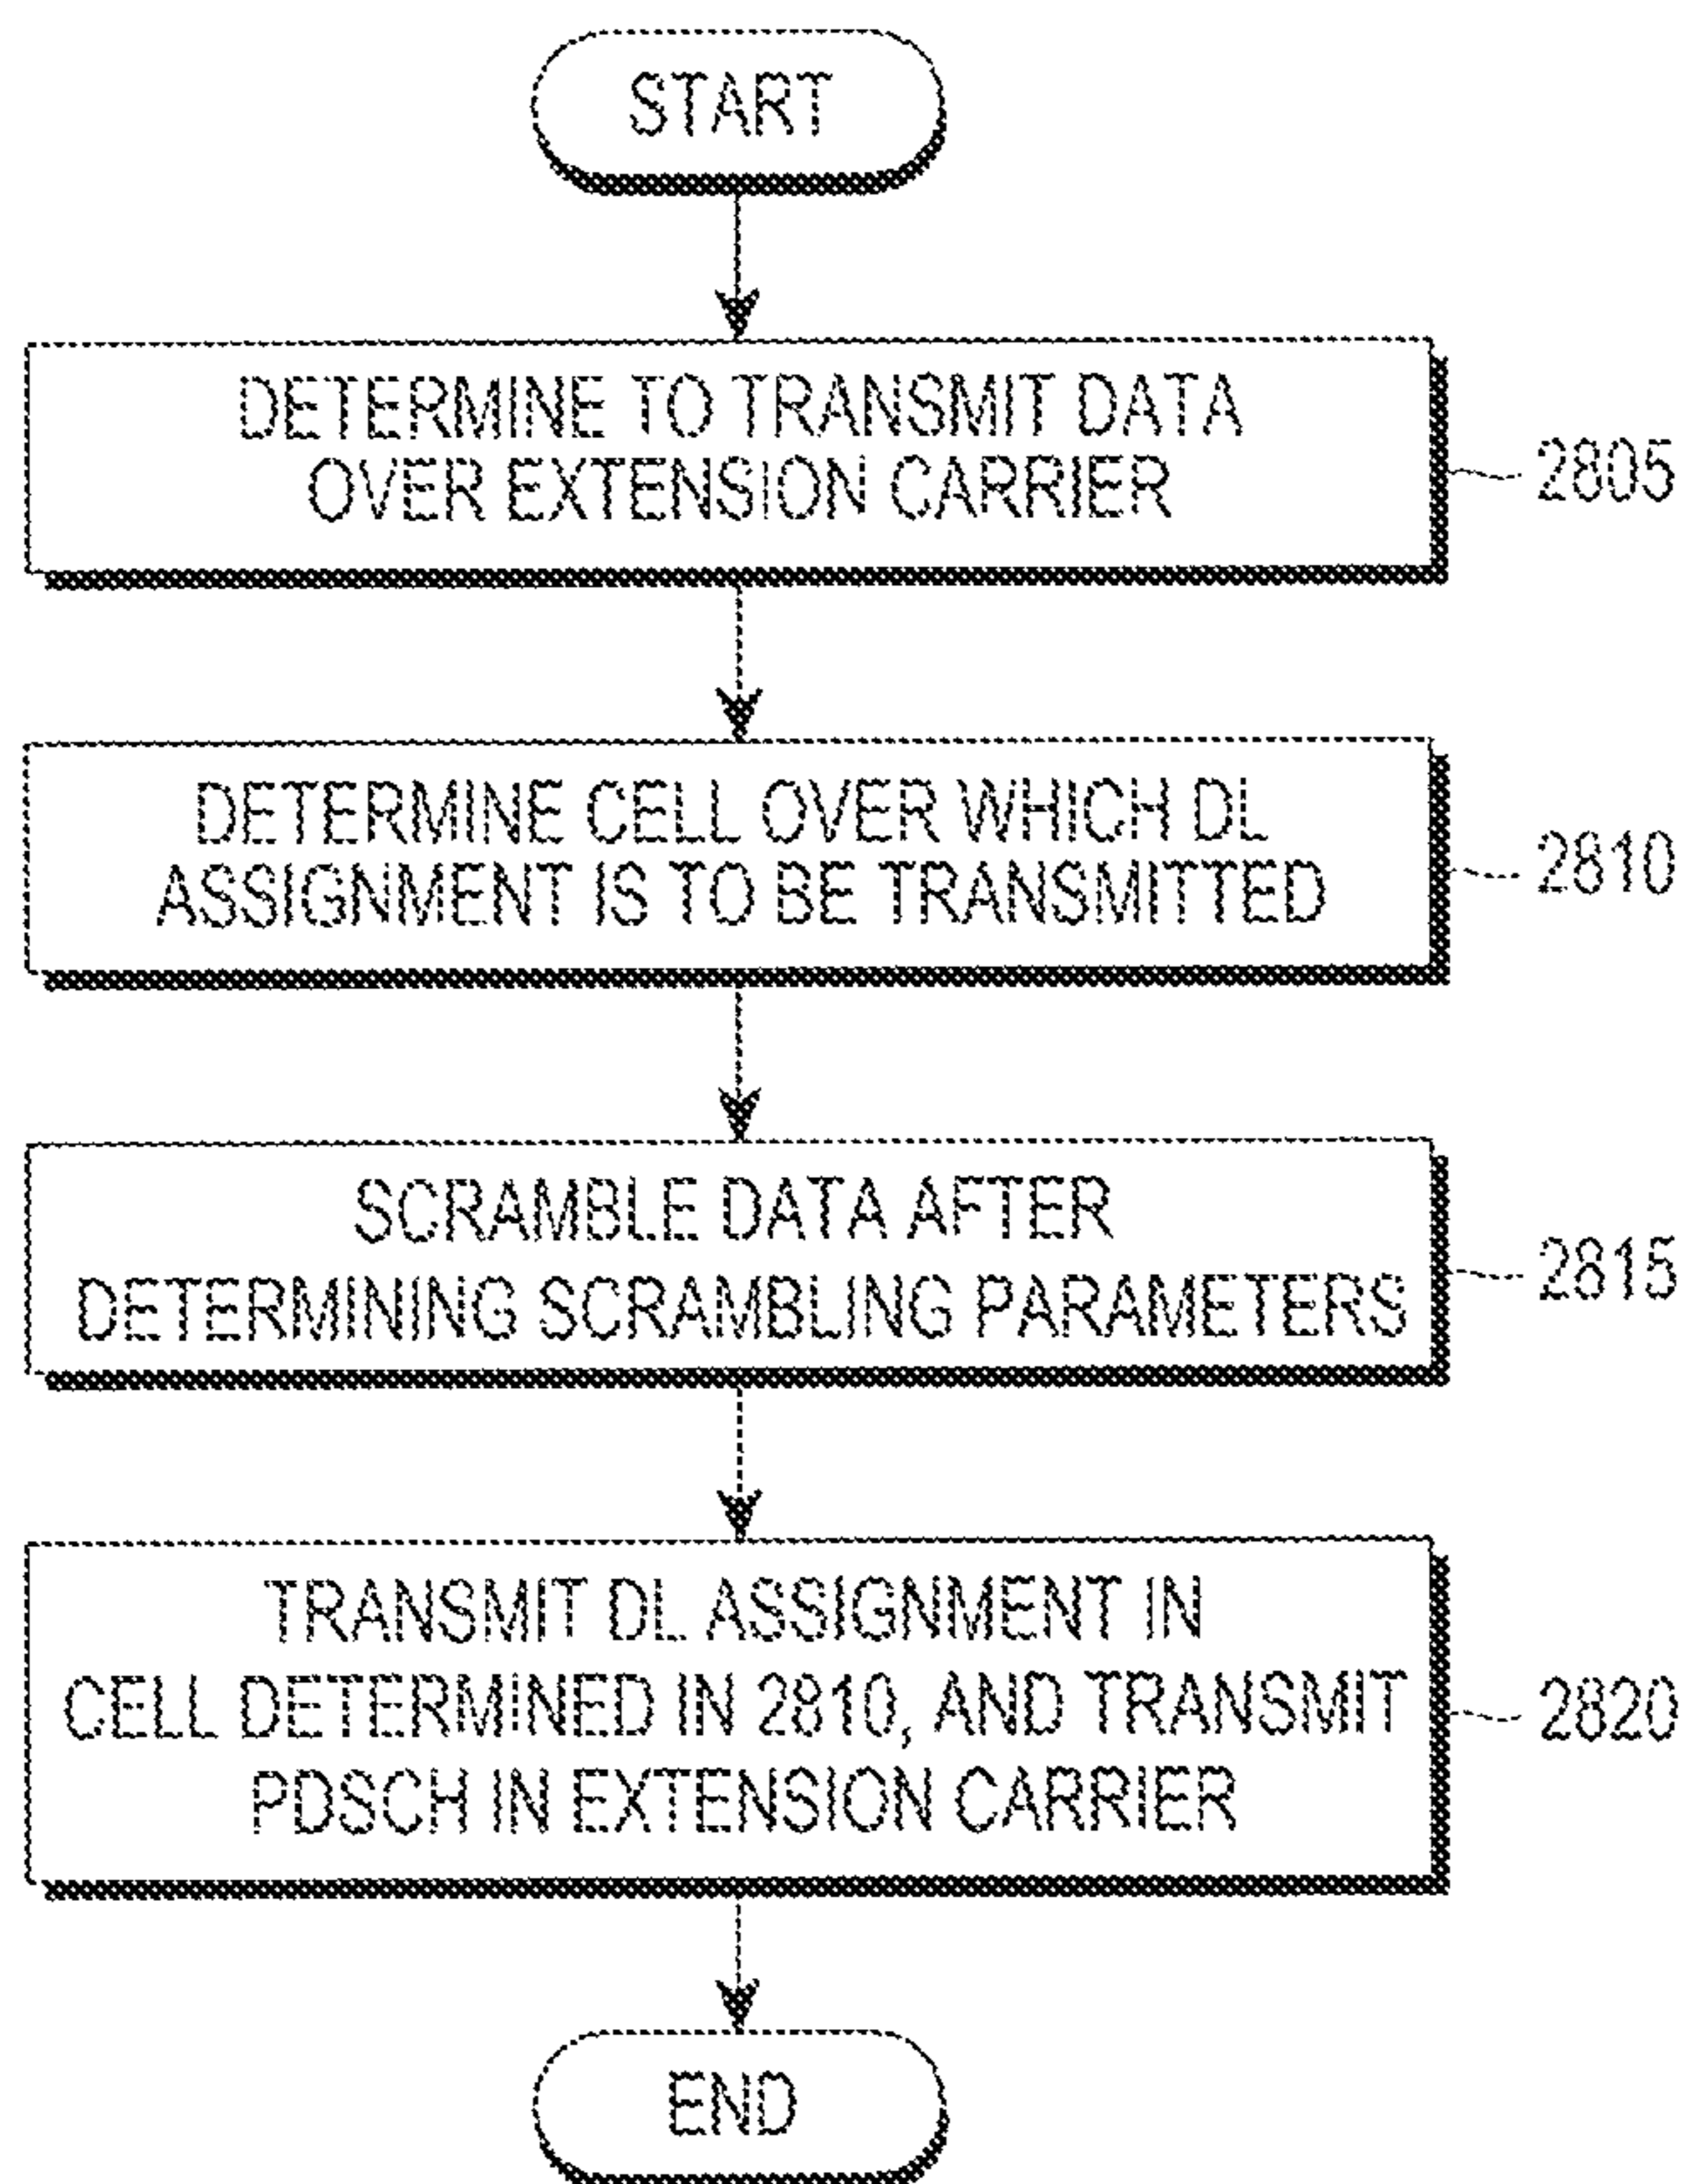 START
DETERMINE TO TRANSMIT DATA
OVER EXTENSION CARRIER
2805
DETERMINE CELL OVER WHICH DL
ASSIGNMENT IS TO BE TRANSMITTED
2810
SCRAMBLE DATA AFTER
DETERMINING SCRAMBLING PARAMETERS
2815
TRANSMIT DL ASSIGNMENT IN
CELL DETERMINED IN 2810, AND TRANSMIT
PDSCH IN EXTENSION CARRIER
2820
END